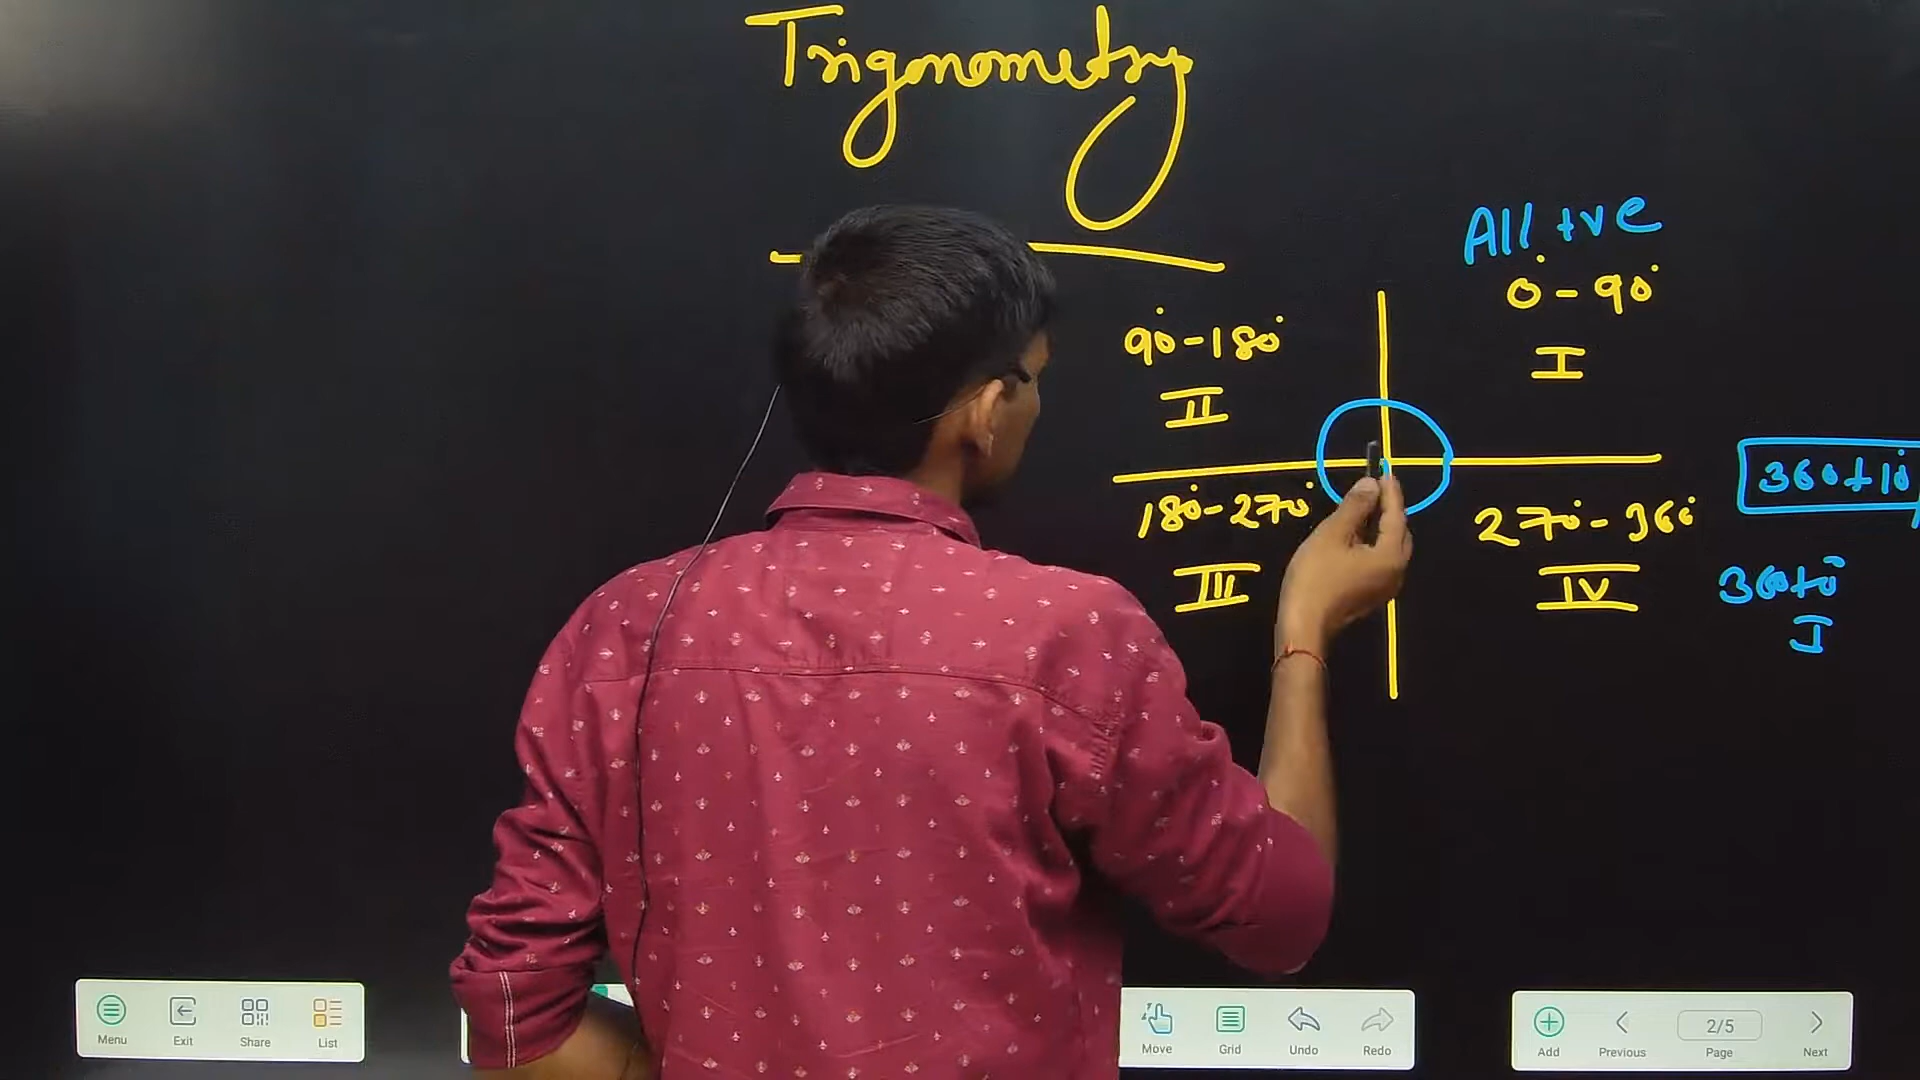 Trigonometry
All +ve
0° - 90°
I
90° - 180°
II
180° - 270°
III
270° - 360°
IV
360 + 10°
360 + θ°
I
Menu
Exit
Share
List
Move
Grid
Undo
Redo
Add
Previous
2/5
Page
Next